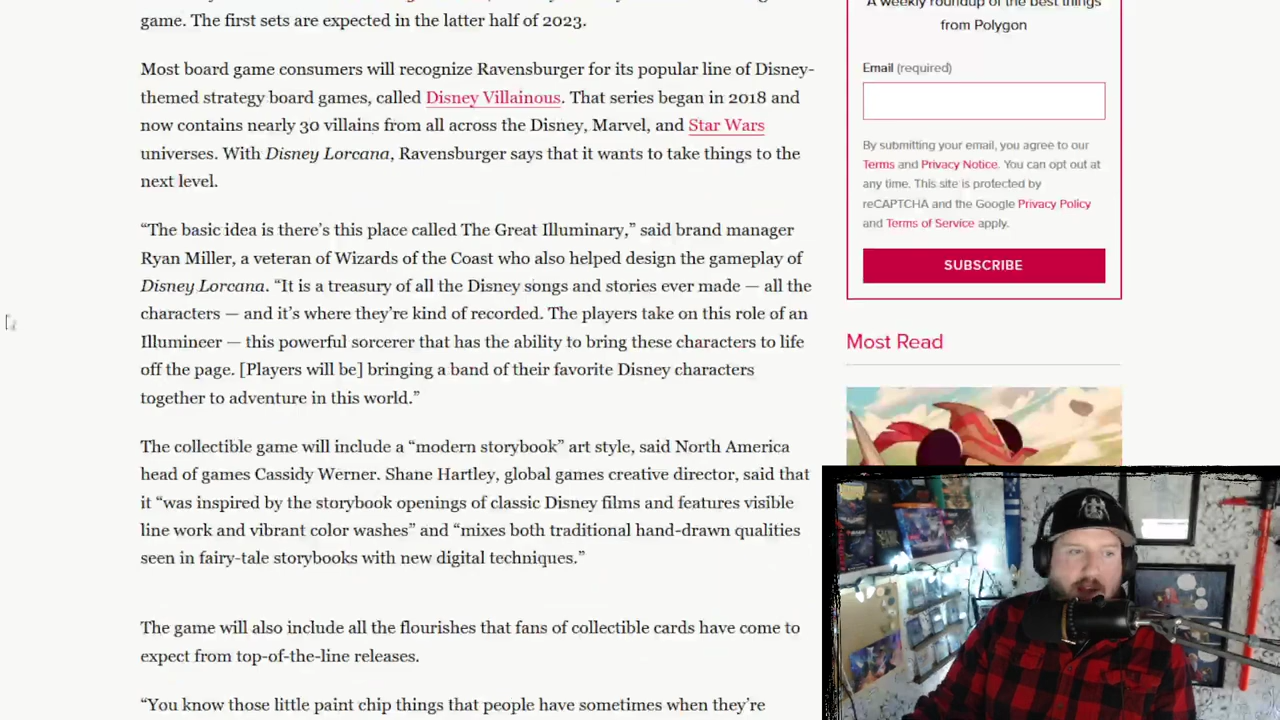 game. The first sets are expected in the latter half of 2023.
Most board game consumers will recognize Ravensburger for its popular line of Disney-
themed strategy board games, called Disney Villainous. That series began in 2018 and
now contains nearly 30 villains from all across the Disney, Marvel, and Star Wars
universes. With Disney Lorcana, Ravensburger says that it wants to take things to the
next level.
“The basic idea is there’s this place called The Great Illuminary,” said brand manager
Ryan Miller, a veteran of Wizards of the Coast who also helped design the gameplay of
Disney Lorcana. “It is a treasury of all the Disney songs and stories ever made — all the
characters — and it’s where they’re kind of recorded. The players take on this role of an
Illumineer — this powerful sorcerer that has the ability to bring these characters to life
off the page. [Players will be] bringing a band of their favorite Disney characters
together to adventure in this world.”
The collectible game will include a “modern storybook” art style, said North America
head of games Cassidy Werner. Shane Hartley, global games creative director, said that
it “was inspired by the storybook openings of classic Disney films and features visible
line work and vibrant color washes” and “mixes both traditional hand-drawn qualities
seen in fairy-tale storybooks with new digital techniques.”
The game will also include all the flourishes that fans of collectible cards have come to
expect from top-of-the-line releases.
“You know those little paint chip things that people have sometimes when they’re
A weekly roundup of the best things
from Polygon
Email (required)
By submitting your email, you agree to our
Terms and Privacy Notice. You can opt out at
any time. This site is protected by
reCAPTCHA and the Google Privacy Policy
and Terms of Service apply.
SUBSCRIBE
Most Read